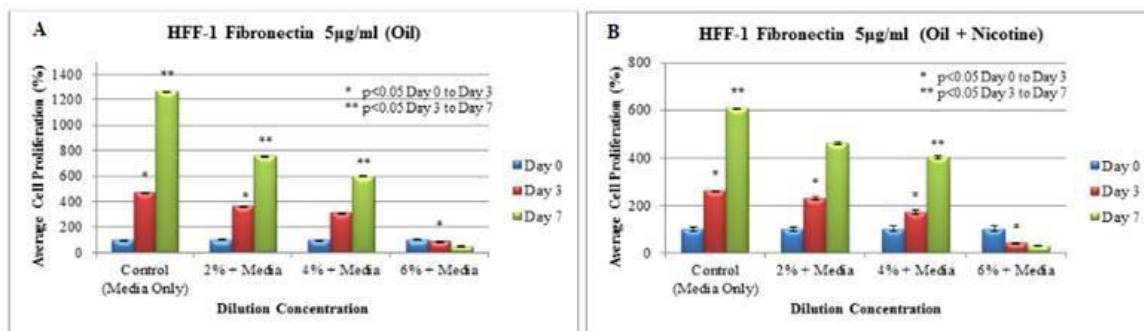 A
HFF-1 Fibronectin 5µg/ml (Oil)
Average Cell Proliferation (%)
1400
1200
1000
800
600
400
200
0
**
*
*
**
**
*
* p<0.05 Day 0 to Day 3
** p<0.05 Day 3 to Day 7
Day 0
Day 3
Day 7
Control
(Media Only)
2% + Media
4% + Media
6% + Media
Dilution Concentration
B
HFF-1 Fibronectin 5µg/ml (Oil + Nicotine)
Average Cell Proliferation (%)
800
600
400
200
0
*
**
*
*
**
*
* p<0.05 Day 0 to Day 3
** p<0.05 Day 3 to Day 7
Day 0
Day 3
Day 7
Control
(Media Only)
2% + Media
4% + Media
6% + Media
Dilution Concentration